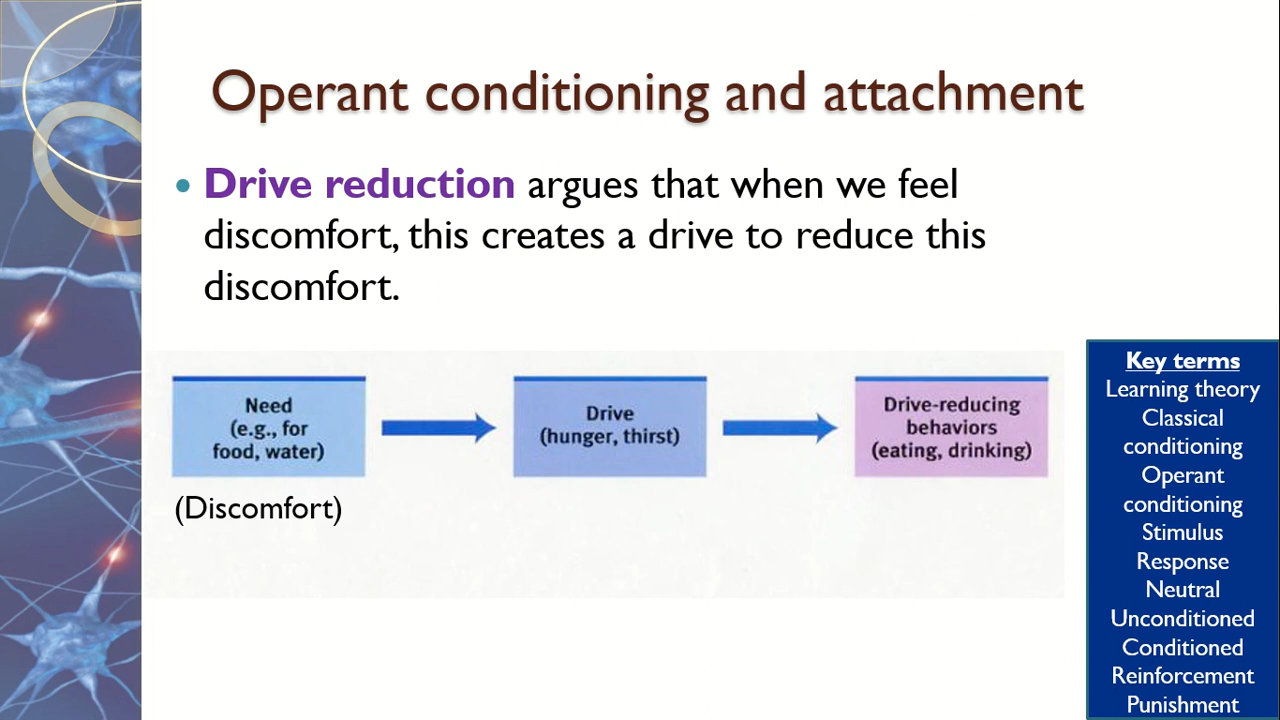 Operant conditioning and attachment
• Drive reduction argues that when we feel
discomfort, this creates a drive to reduce this
discomfort.
Need
(e.g., for
food, water)
Drive
(hunger, thirst)
Drive-reducing
behaviors
(eating, drinking)
(Discomfort)
Key terms
Learning theory
Classical
conditioning
Operant
conditioning
Stimulus
Response
Neutral
Unconditioned
Conditioned
Reinforcement
Punishment